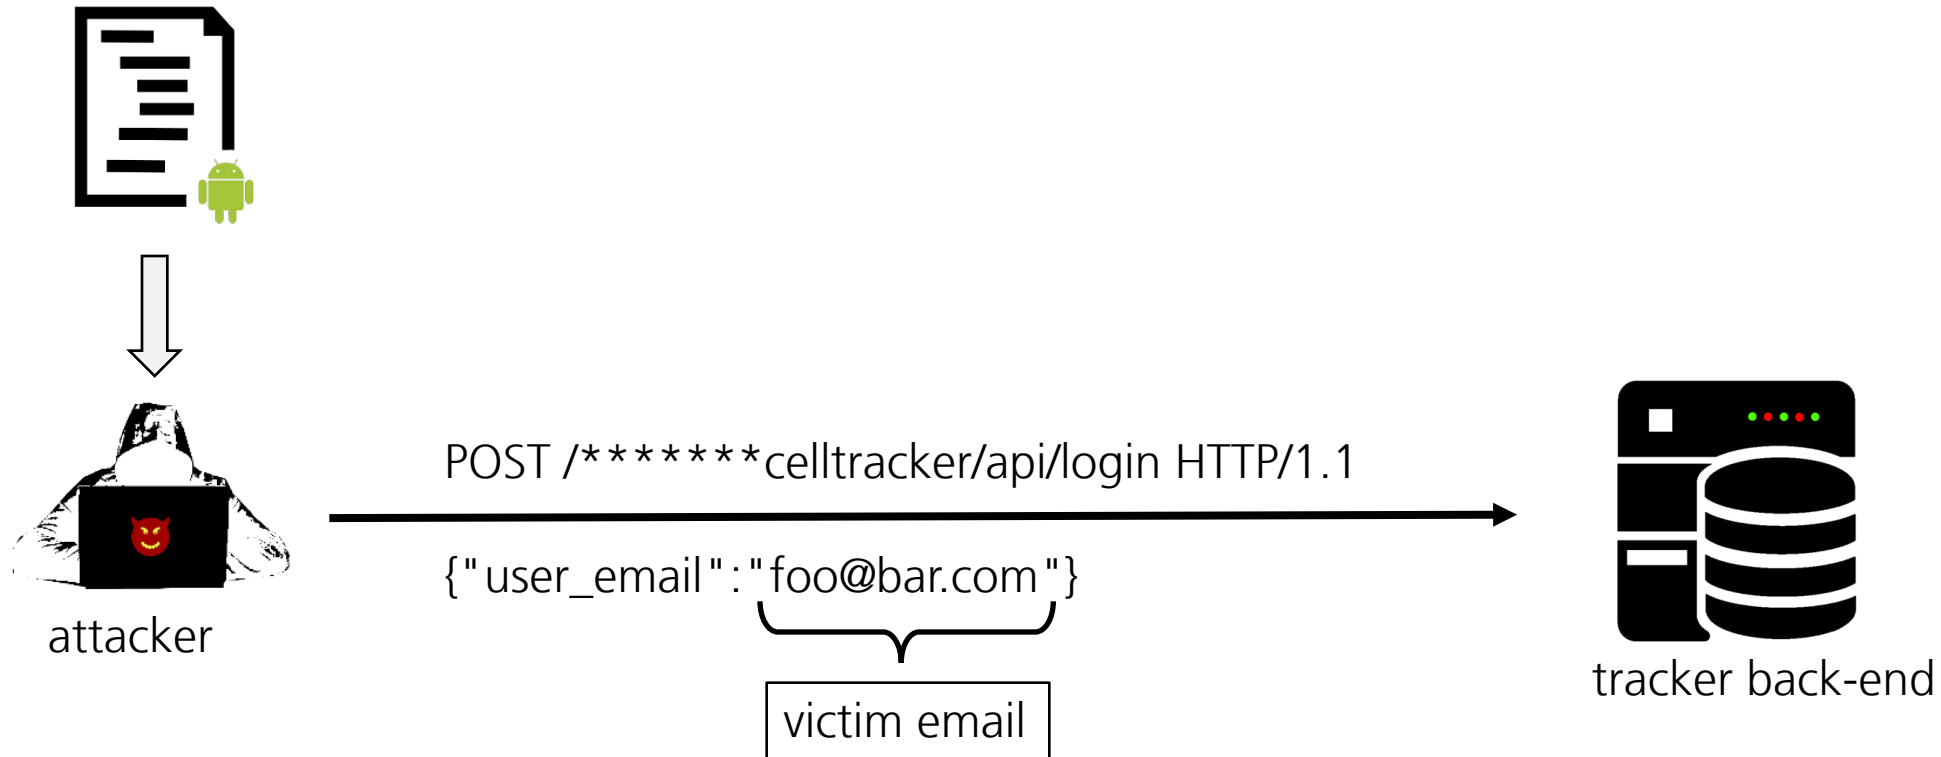 POST /*******celltracker/api/login HTTP/1.1
{"user_email":"foo@bar.com"}
attacker
victim email
tracker back-end